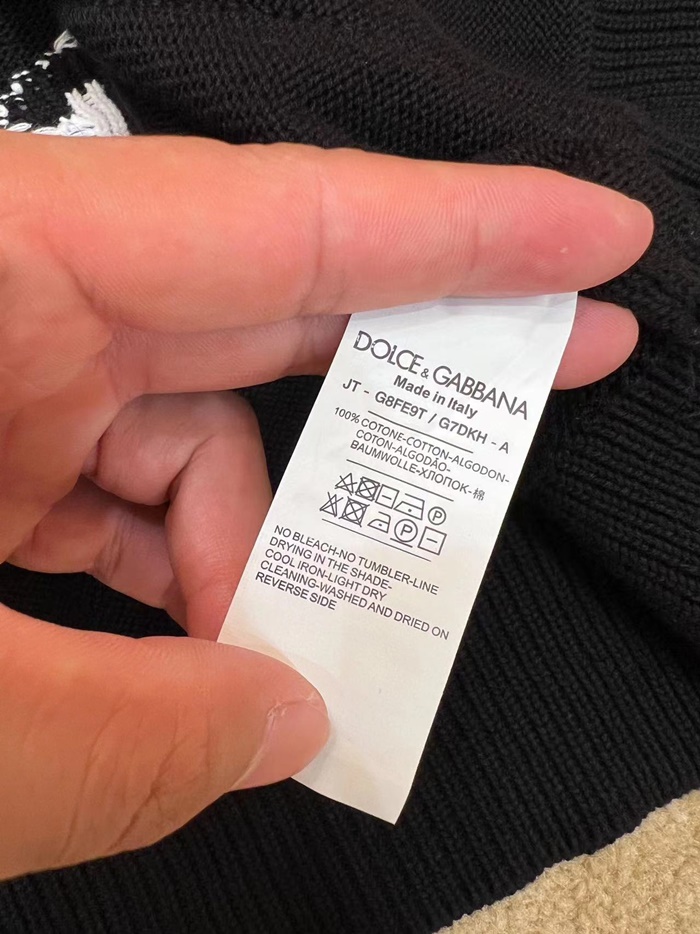 DOLCE & GABBANA
Made in Italy
JT - G8FE9T / G7DKH - A
100% COTONE-COTTON-ALGODON-
COTON-ALGODÃO-
BAUMWOLLE-ХЛОПОК-棉
P
P
NO BLEACH-NO TUMBLER-LINE
DRYING IN THE SHADE-
COOL IRON-LIGHT DRY
CLEANING-WASHED AND DRIED ON
REVERSE SIDE